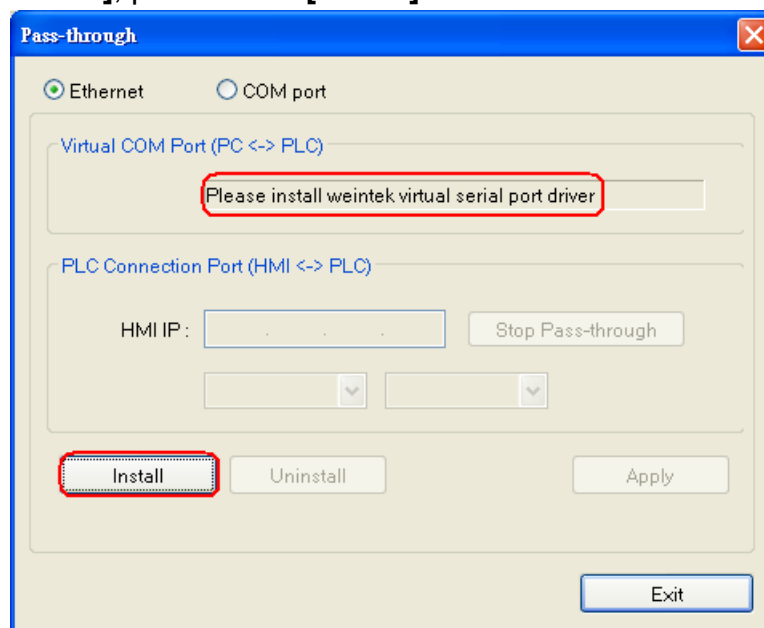 Pass-through
Ethernet COM port
Virtual COM Port (PC <-> PLC)
Please install weintek virtual serial port driver
PLC Connection Port (HMI <-> PLC)
HMI IP : . . . Stop Pass-through
Install Uninstall Apply
Exit